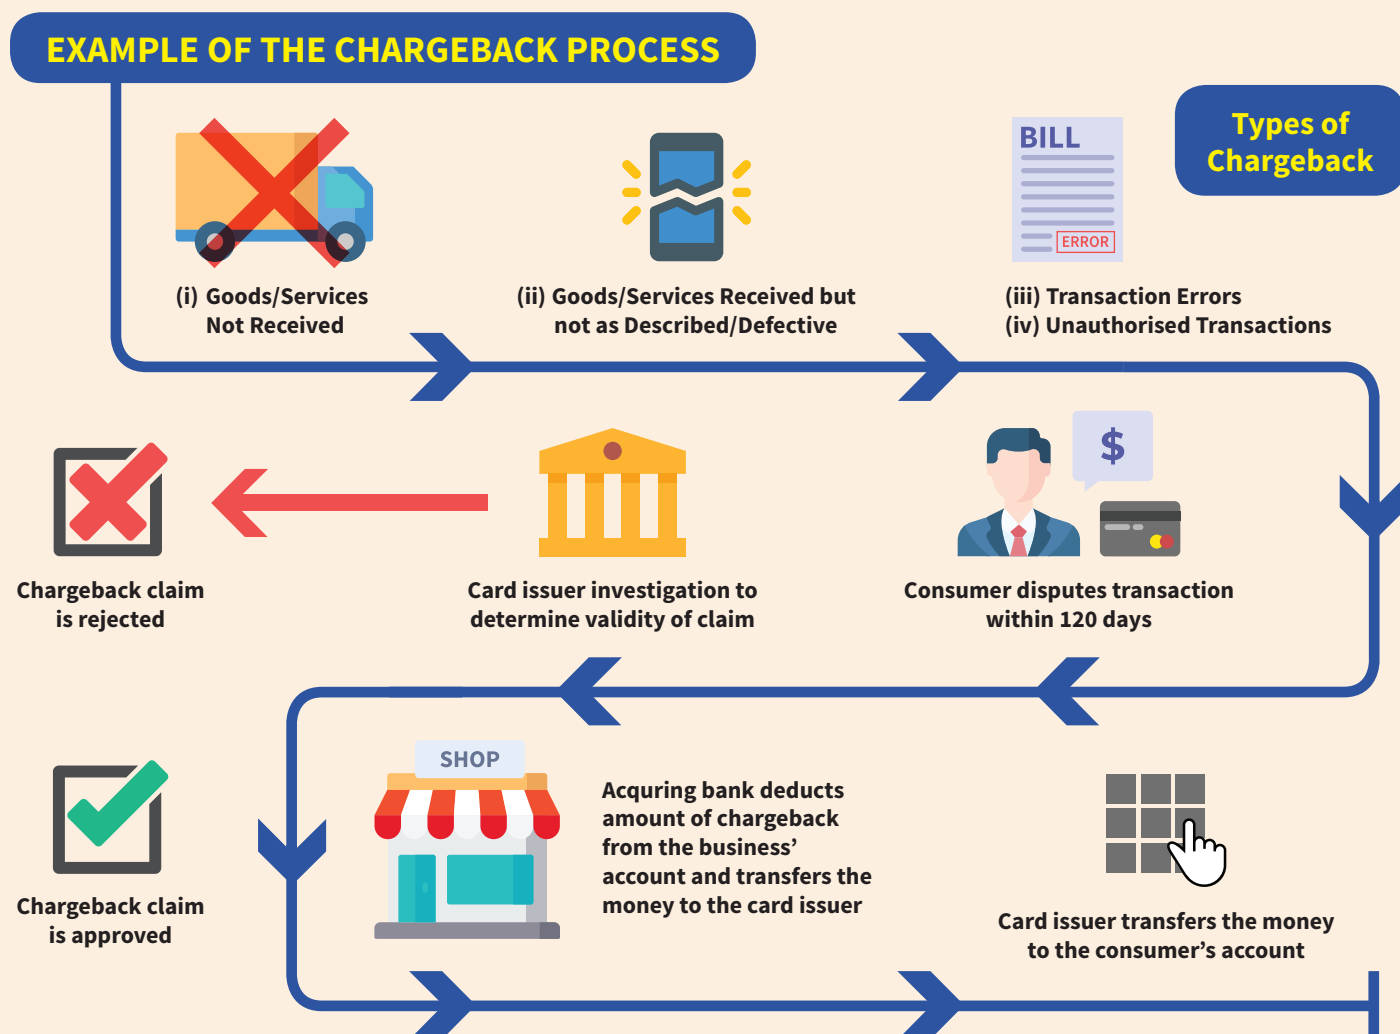 EXAMPLE OF THE CHARGEBACK PROCESS
Types of
Chargeback
BILL
ERROR
(i) Goods/Services
Not Received
(ii) Goods/Services Received but
not as Described/Defective
(iii) Transaction Errors
(iv) Unauthorised Transactions
$
Chargeback claim
is rejected
Card issuer investigation to
determine validity of claim
Consumer disputes transaction
within 120 days
SHOP
Acquring bank deducts
amount of chargeback
from the business’
account and transfers the
money to the card issuer
Chargeback claim
is approved
Card issuer transfers the money
to the consumer’s account